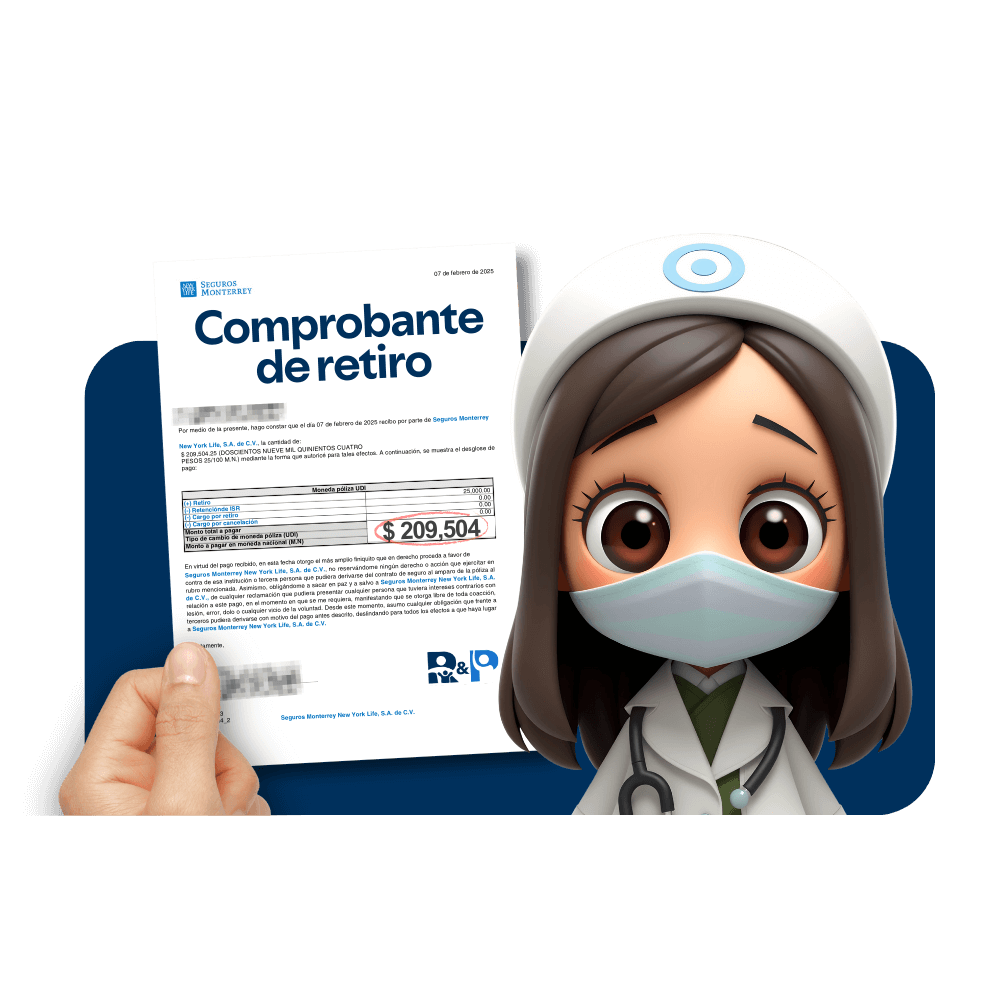 07 de febrero de 2025
NEW YORK LIFE
SEGUROS
MONTERREY
Comprobante
de retiro
Por medio de la presente, hago constar que el día 07 de febrero de 2025 recibo por parte de Seguros Monterrey
New York Life, S.A. de C.V., la cantidad de:
$ 209,504.25 (DOSCIENTOS NUEVE MIL QUINIENTOS CUATRO
PESOS 25/100 M.N.) mediante la forma que autoricé para tales efectos. A continuación, se muestra el desglose de
pago:
Moneda póliza UDI
(+) Retiro 25,000.00
(-) Retenciónde ISR 0.00
(-) Cargo por retiro 0.00
(-) Cargo por cancelación 0.00
Monto total a pagar
Tipo de cambio de moneda póliza (UDI)
Monto a pagar en moneda nacional (M.N)
$ 209,504
En virtud del pago recibido, en esta fecha otorgo el más amplio finiquito que en derecho proceda a favor de
Seguros Monterrey New York Life, S.A. de C.V., no reservándome ningún derecho o acción que ejercitar en
contra de esa institución o tercera persona que pudiera derivarse del contrato de seguro al amparo de la póliza al
rubro mencionada. Asimismo, obligándome a sacar en paz y a salvo a Seguros Monterrey New York Life, S.A.
de C.V., de cualquier reclamación que pudiera presentar cualquier persona que tuviera intereses contrarios con
relación a este pago, en el momento en que se me requiera, manifestando que se otorga libre de toda coacción,
lesión, error, dolo o cualquier vicio de la voluntad. Desde este momento, asumo cualquier obligación que frente a
terceros pudiera derivarse con motivo del pago antes descrito, deslindando para todos los efectos a que haya lugar
a Seguros Monterrey New York Life, S.A. de C.V.
tamente,
R&P
3
4_2
Seguros Monterrey New York Life, S.A. de C.V.